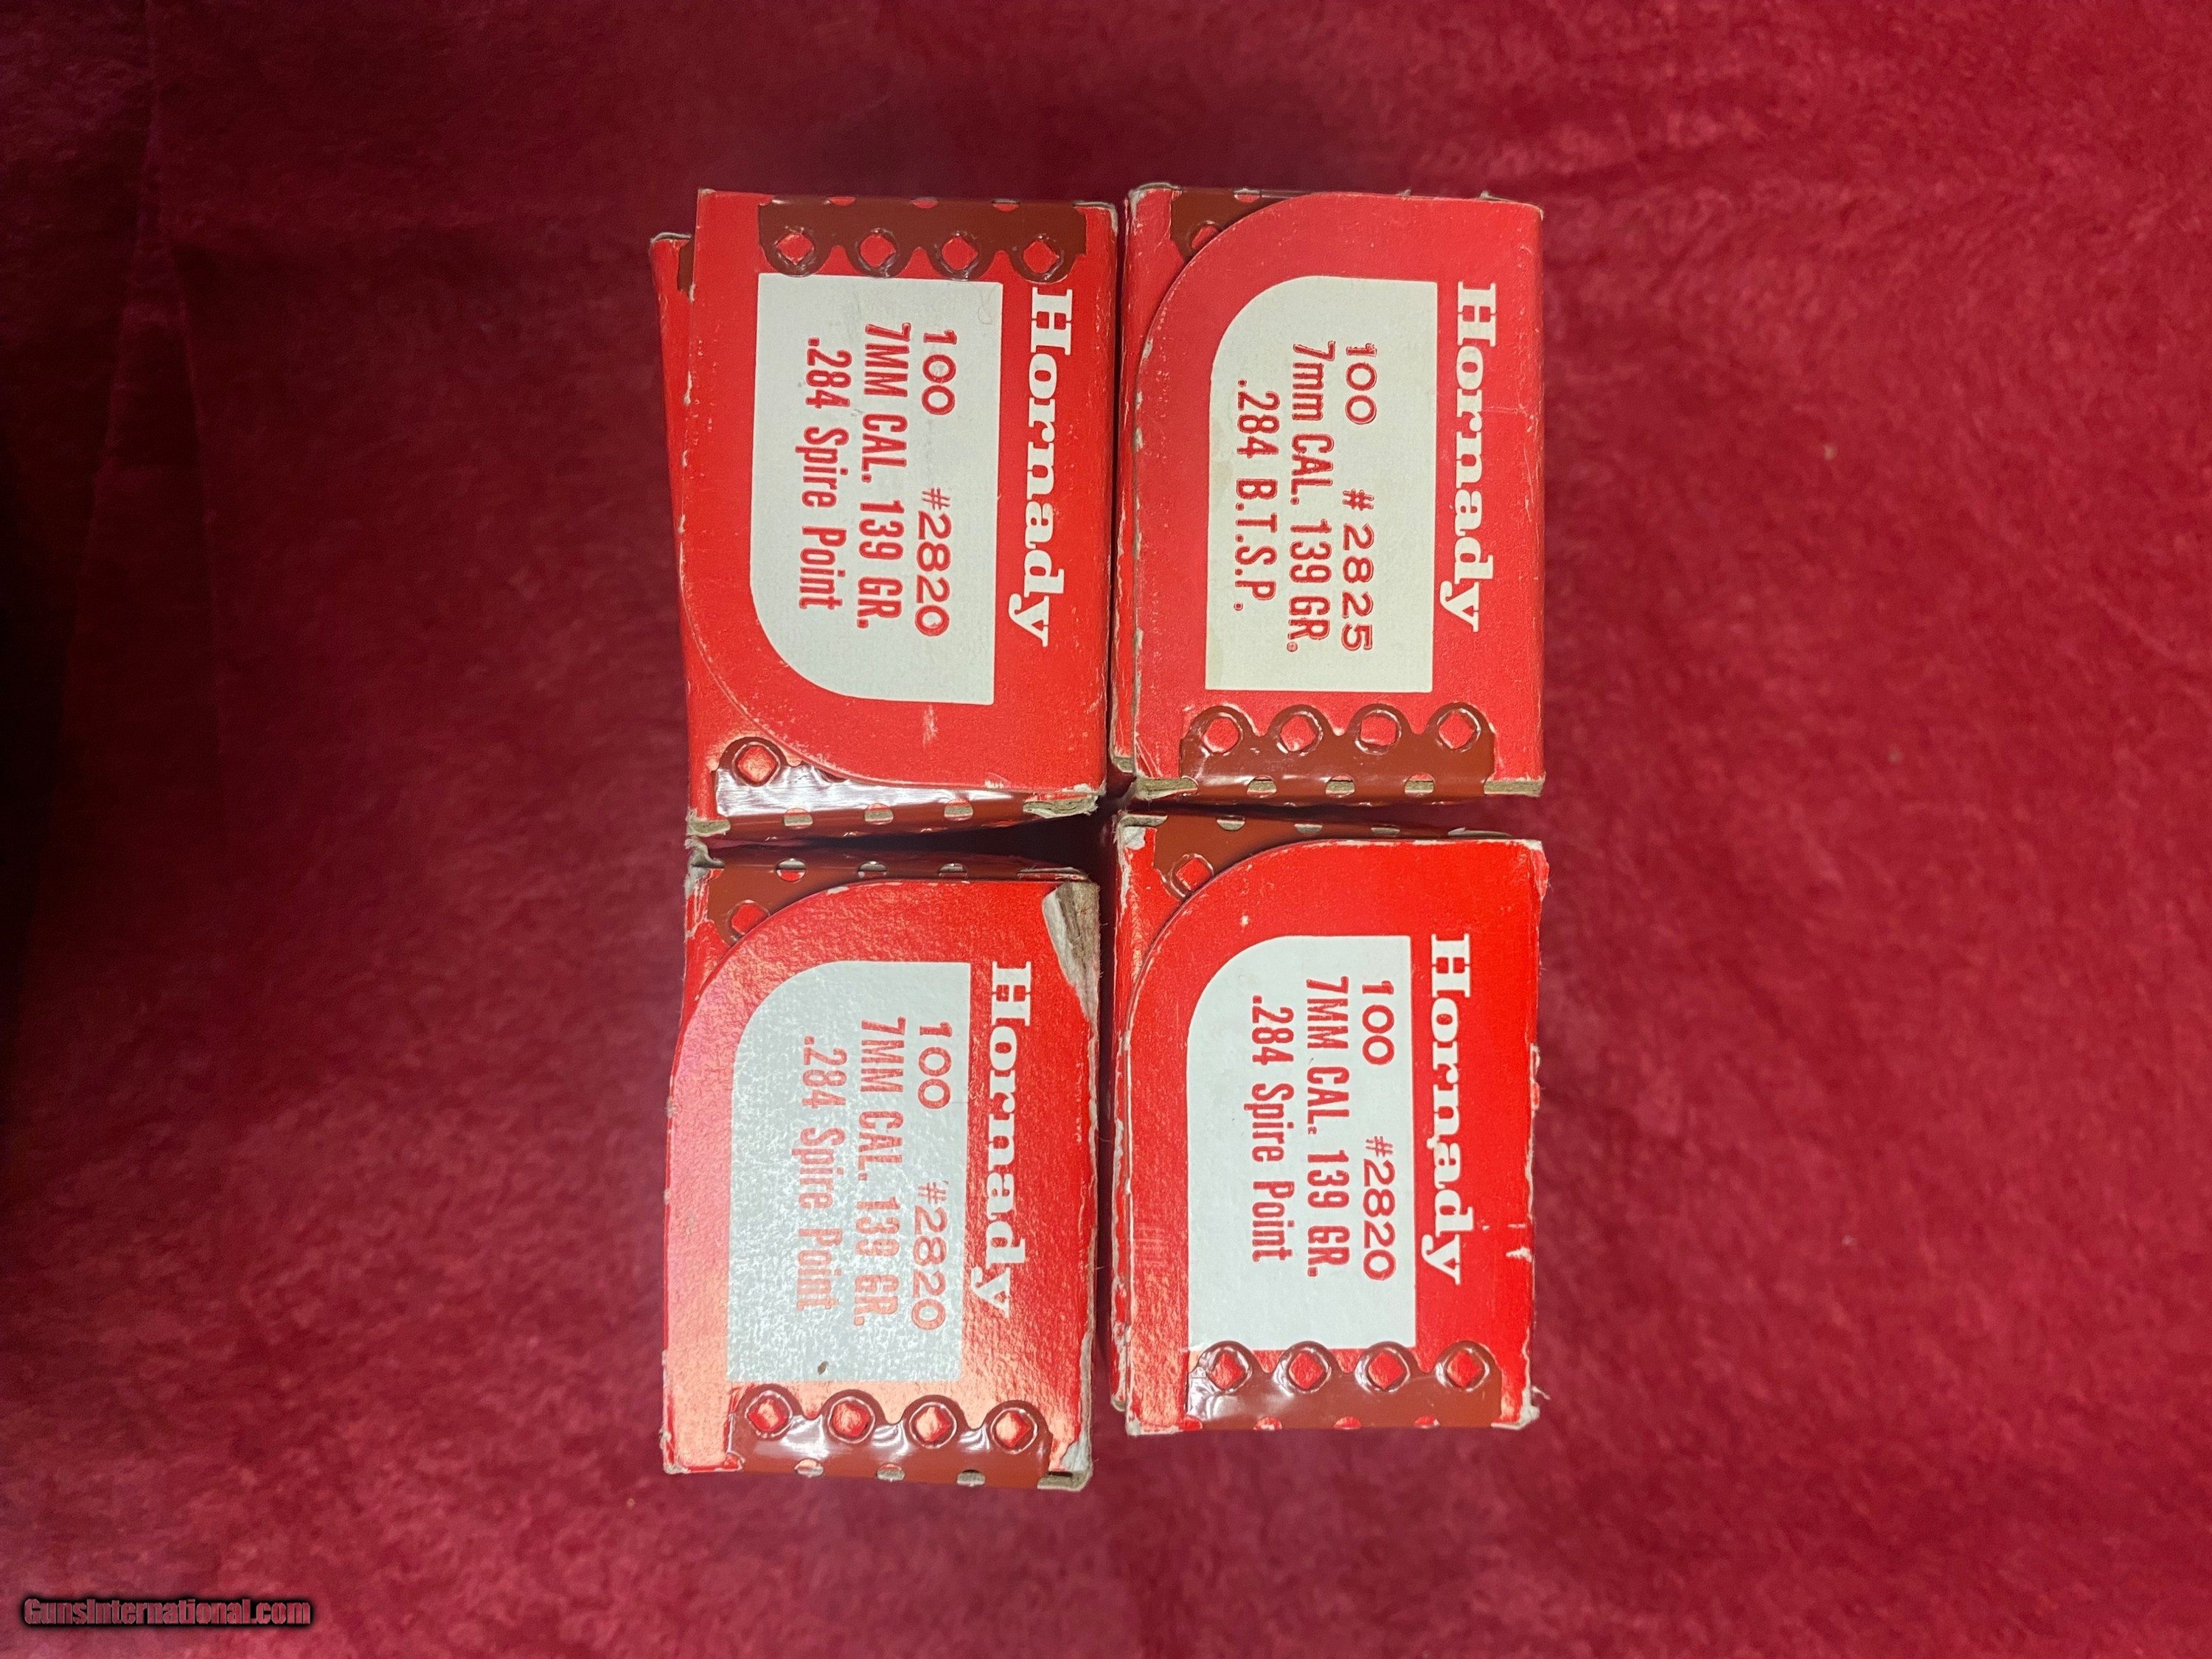 Hornady
100 #2820
7MM CAL. 139 GR.
.284 Spire Point
Hornady
100 # 2825
7mm CAL. 139 GR.
.284 B.T.S.P.
Hornady
100 #2820
7MM CAL. 139 GR.
.284 Spire Point
Hornady
100 #2820
7MM CAL. 139 GR.
.284 Spire Point
GunsInternational.com